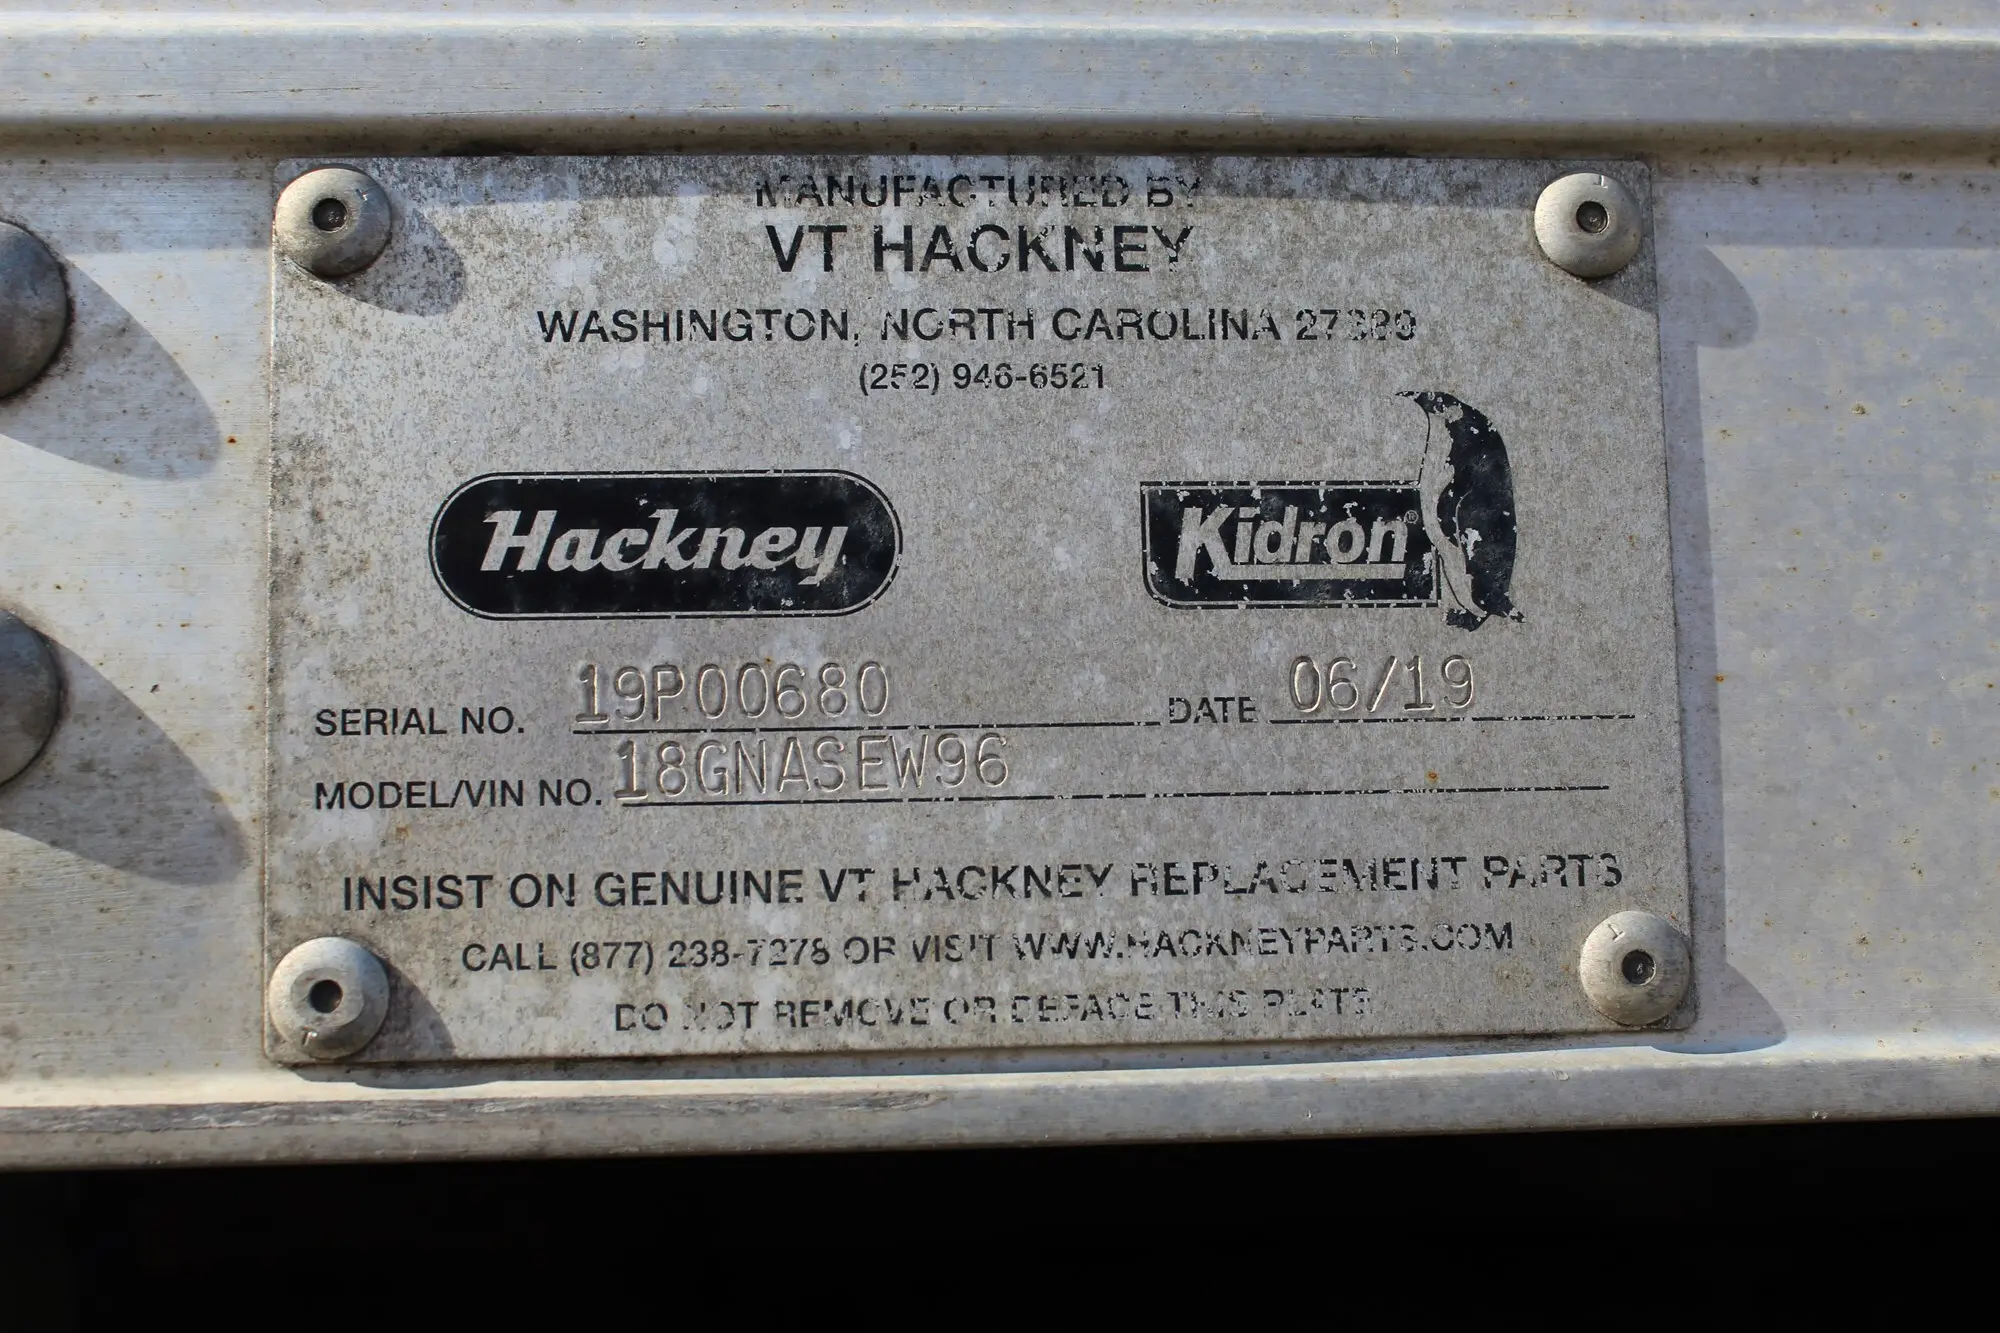 MANUFACTURED BY
VT HACKNEY
WASHINGTON, NORTH CAROLINA 27889
(252) 946-6521
Hackney
Kidron®
SERIAL NO. 19P00680 DATE 06/19
MODEL/VIN NO. 18GNASEW96
INSIST ON GENUINE VT HACKNEY REPLACEMENT PARTS
CALL (877) 238-7278 OR VISIT WWW.HACKNEYPARTS.COM
DO NOT REMOVE OR DEFACE THIS PLATE